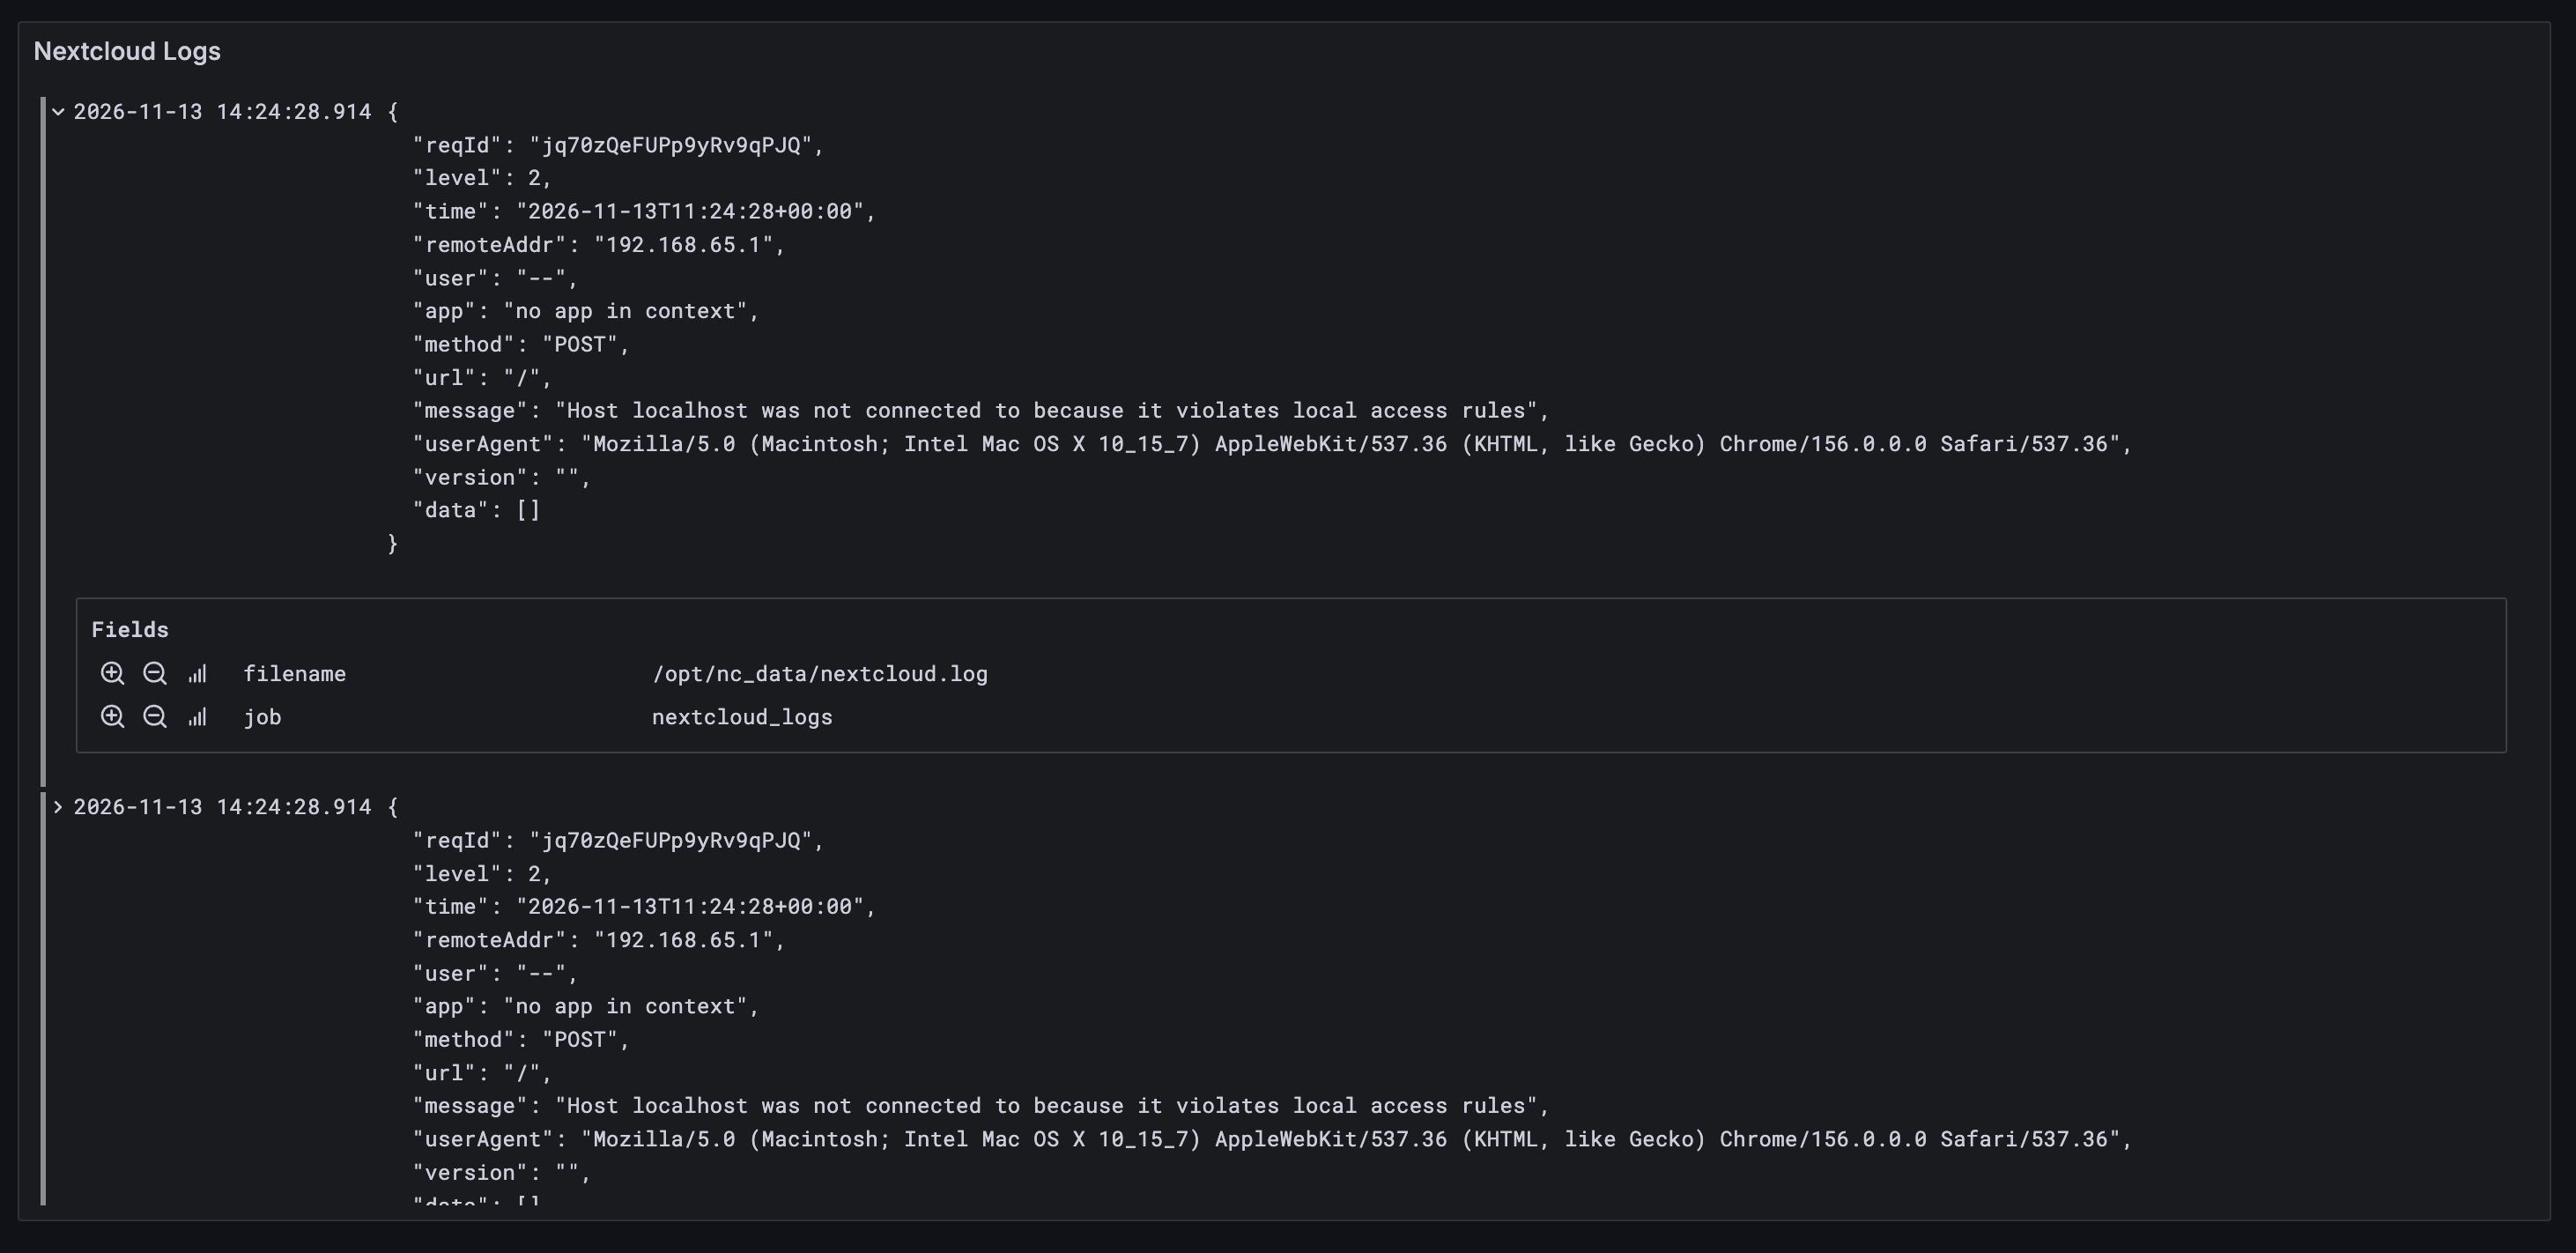 Nextcloud Logs
2026-11-13 14:24:28.914 {
"reqId": "jq70zQeFUPp9yRv9qPJQ",
"level": 2,
"time": "2026-11-13T11:24:28+00:00",
"remoteAddr": "192.168.65.1",
"user": "--",
"app": "no app in context",
"method": "POST",
"url": "/",
"message": "Host localhost was not connected to because it violates local access rules",
"userAgent": "Mozilla/5.0 (Macintosh; Intel Mac OS X 10_15_7) AppleWebKit/537.36 (KHTML, like Gecko) Chrome/156.0.0.0 Safari/537.36",
"version": "",
"data": []
}
Fields
filename /opt/nc_data/nextcloud.log
job nextcloud_logs
2026-11-13 14:24:28.914 {
"reqId": "jq70zQeFUPp9yRv9qPJQ",
"level": 2,
"time": "2026-11-13T11:24:28+00:00",
"remoteAddr": "192.168.65.1",
"user": "--",
"app": "no app in context",
"method": "POST",
"url": "/",
"message": "Host localhost was not connected to because it violates local access rules",
"userAgent": "Mozilla/5.0 (Macintosh; Intel Mac OS X 10_15_7) AppleWebKit/537.36 (KHTML, like Gecko) Chrome/156.0.0.0 Safari/537.36",
"version": "",
"data": []